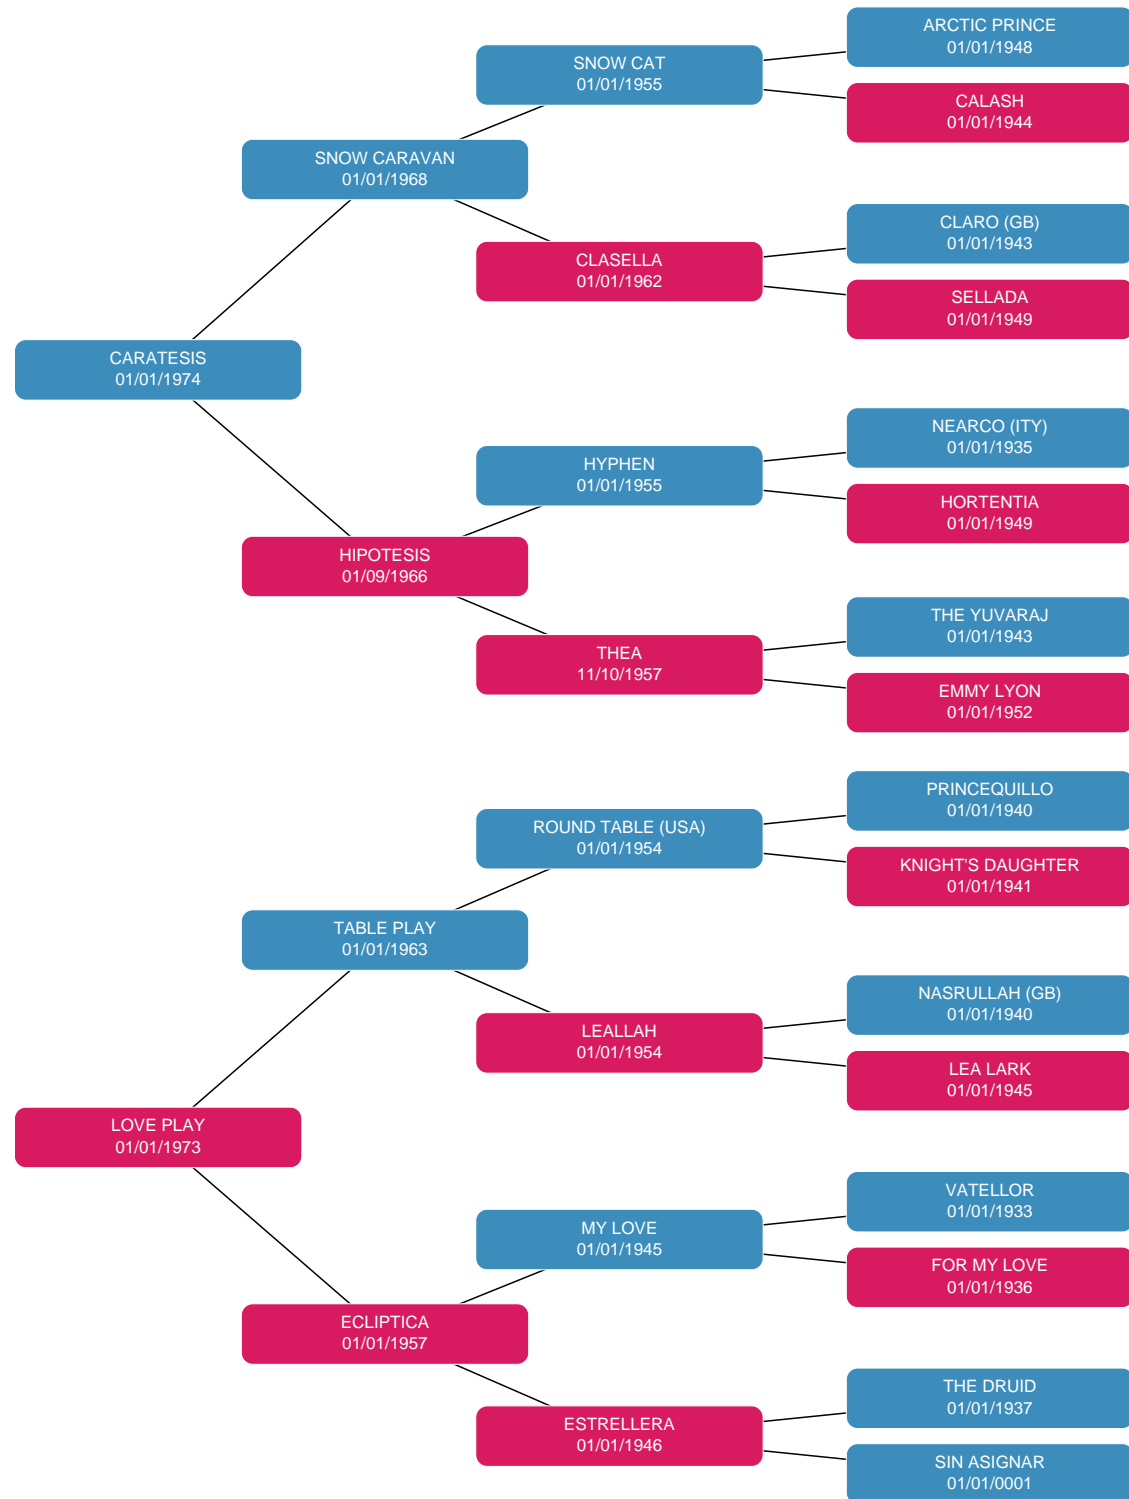 ARCTIC PRINCE
01/01/1948
SNOW CAT
01/01/1955
CALASH
01/01/1944
SNOW CARAVAN
01/01/1968
CLARO (GB)
01/01/1943
CLASELLA
01/01/1962
SELLADA
01/01/1949
CARATESIS
01/01/1974
NEARCO (ITY)
01/01/1935
HYPHEN
01/01/1955
HORTENTIA
01/01/1949
HIPOTESIS
01/09/1966
THE YUVARAJ
01/01/1943
THEA
11/10/1957
EMMY LYON
01/01/1952
PRINCEQUILLO
01/01/1940
ROUND TABLE (USA)
01/01/1954
KNIGHT'S DAUGHTER
01/01/1941
TABLE PLAY
01/01/1963
NASRULLAH (GB)
01/01/1940
LEALLAH
01/01/1954
LEA LARK
01/01/1945
LOVE PLAY
01/01/1973
VATELLOR
01/01/1933
MY LOVE
01/01/1945
FOR MY LOVE
01/01/1936
ECLIPTICA
01/01/1957
THE DRUID
01/01/1937
ESTRELLERA
01/01/1946
SIN ASIGNAR
01/01/0001